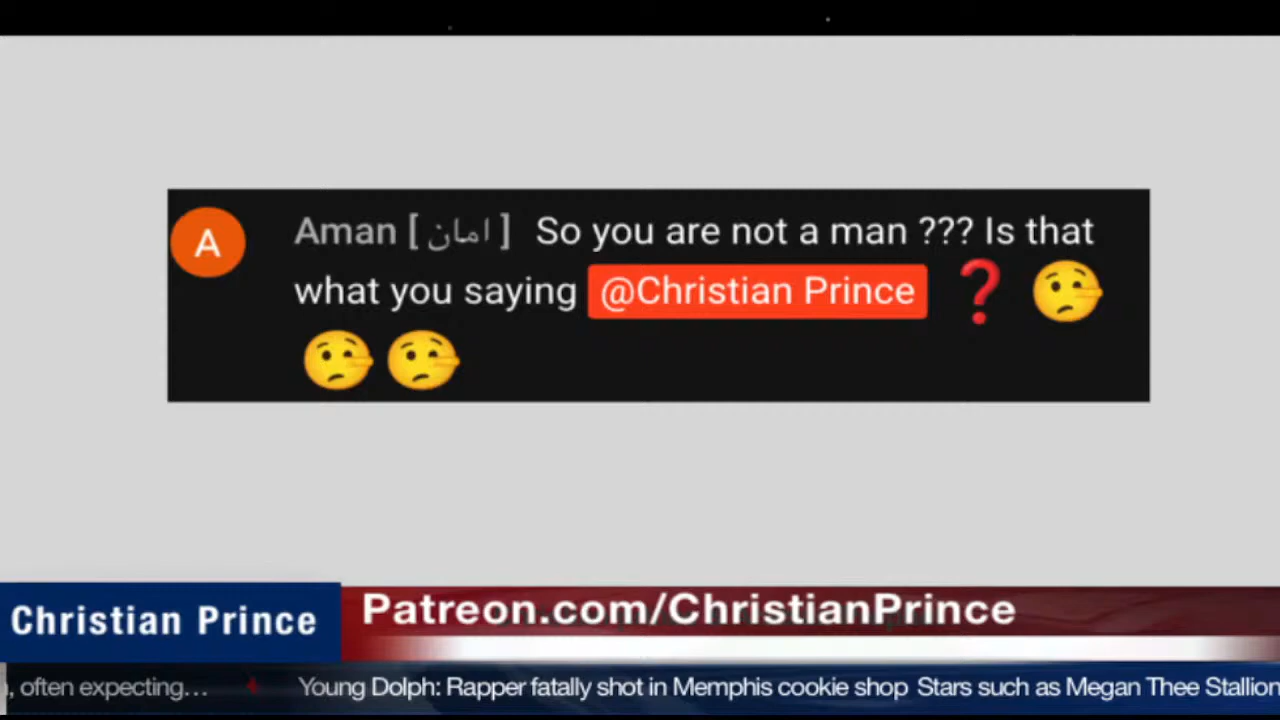 A
Aman [امان] So you are not a man ??? Is that
what you saying @Christian Prince ❓ 🤥
🤥🤥
Christian Prince
Patreon.com/ChristianPrince
, often expecting... Young Dolph: Rapper fatally shot in Memphis cookie shop Stars such as Megan Thee Stallion